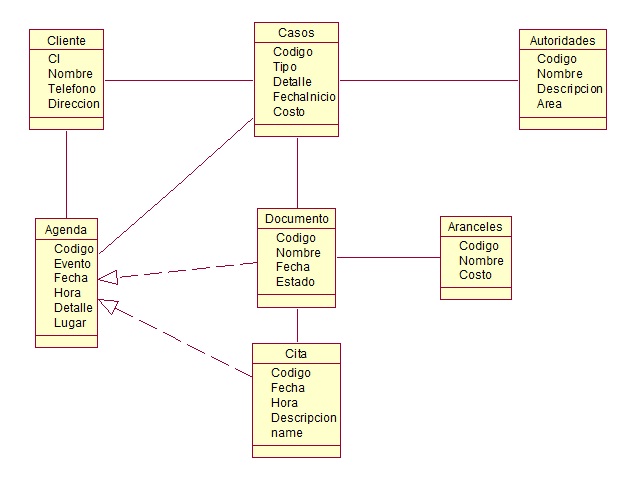 Cliente
CI
Nombre
Telefono
Direccion
Casos
Codigo
Tipo
Detalle
FechaInicio
Costo
Autoridades
Codigo
Nombre
Descripcion
Area
Agenda
Codigo
Evento
Fecha
Hora
Detalle
Lugar
Documento
Codigo
Nombre
Fecha
Estado
Aranceles
Codigo
Nombre
Costo
Cita
Codigo
Fecha
Hora
Descripcion
name